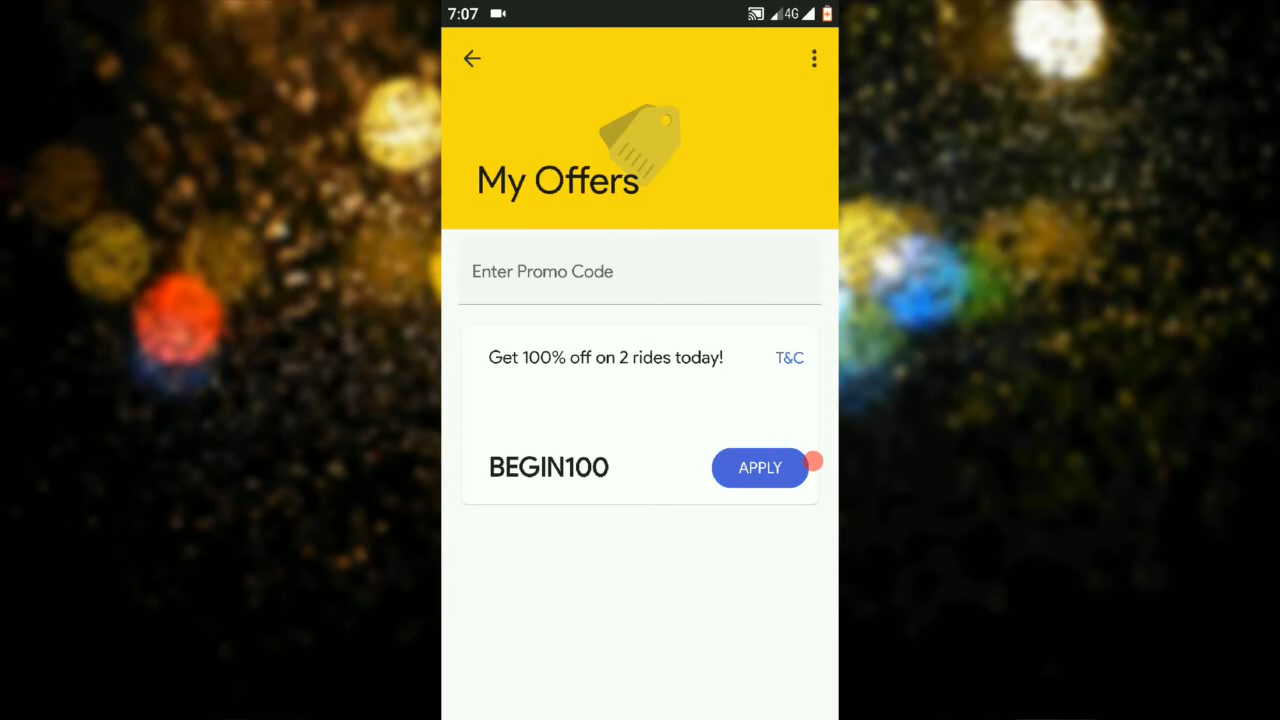 7:07 4G
My Offers
Enter Promo Code
Get 100% off on 2 rides today! T&C
BEGIN100 APPLY